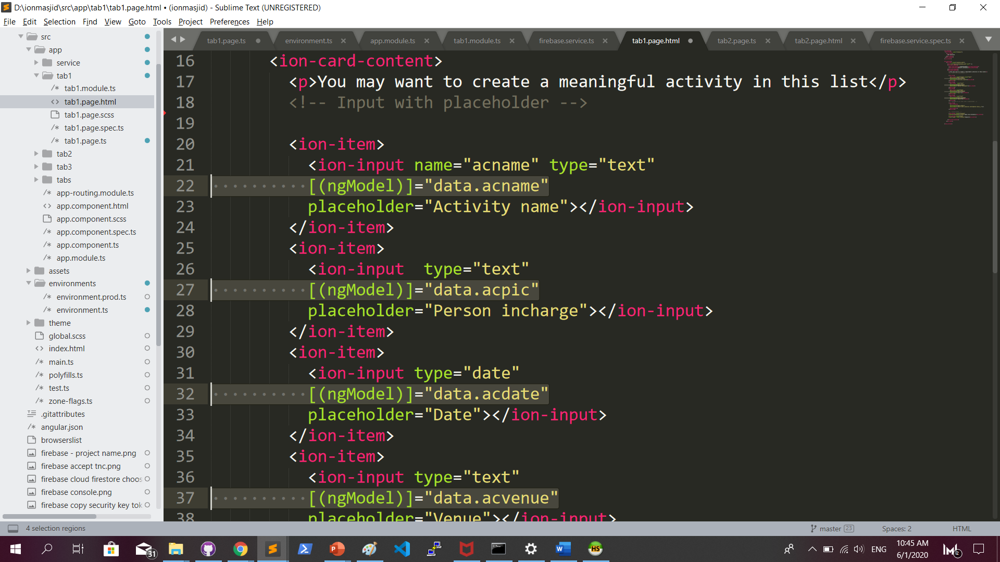 D:\ionmasjid\src\app\tab1\tab1.page.html • (ionmasjid) - Sublime Text (UNREGISTERED)
File Edit Selection Find View Goto Tools Project Preferences Help
src
app
service
tab1
/* tab1.module.ts
<> tab1.page.html
tab1.page.scss
/* tab1.page.spec.ts
/* tab1.page.ts
tab2
tab3
tabs
/* app-routing.module.ts
<> app.component.html
app.component.scss
/* app.component.spec.ts
/* app.component.ts
/* app.module.ts
assets
environments
/* environment.prod.ts
/* environment.ts
theme
global.scss
<> index.html
/* main.ts
/* polyfills.ts
/* test.ts
/* zone-flags.ts
.gitattributes
/* angular.json
browserslist
firebase - project name.png
firebase accept tnc.png
firebase cloud firestore choos
firebase console.png
firebase copy security key tok
tab1.page.ts environment.ts app.module.ts tab1.module.ts firebase.service.ts tab1.page.html tab2.page.ts tab2.page.html firebase.service.spec.ts
16 <ion-card-content>
17 <p>You may want to create a meaningful activity in this list</p>
18 <!-- Input with placeholder -->
19
20 <ion-item>
21 <ion-input name="acname" type="text"
22 [(ngModel)]="data.acname"
23 placeholder="Activity name"></ion-input>
24 </ion-item>
25 <ion-item>
26 <ion-input  type="text"
27 [(ngModel)]="data.acpic"
28 placeholder="Person incharge"></ion-input>
29 </ion-item>
30 <ion-item>
31 <ion-input type="date"
32 [(ngModel)]="data.acdate"
33 placeholder="Date"></ion-input>
34 </ion-item>
35 <ion-item>
36 <ion-input type="text"
37 [(ngModel)]="data.acvenue"
38 placeholder="Venue"></ion-input>
4 selection regions
master 23 Spaces: 2 HTML
31
HS
ENG
10:45 AM
6/1/2020
2